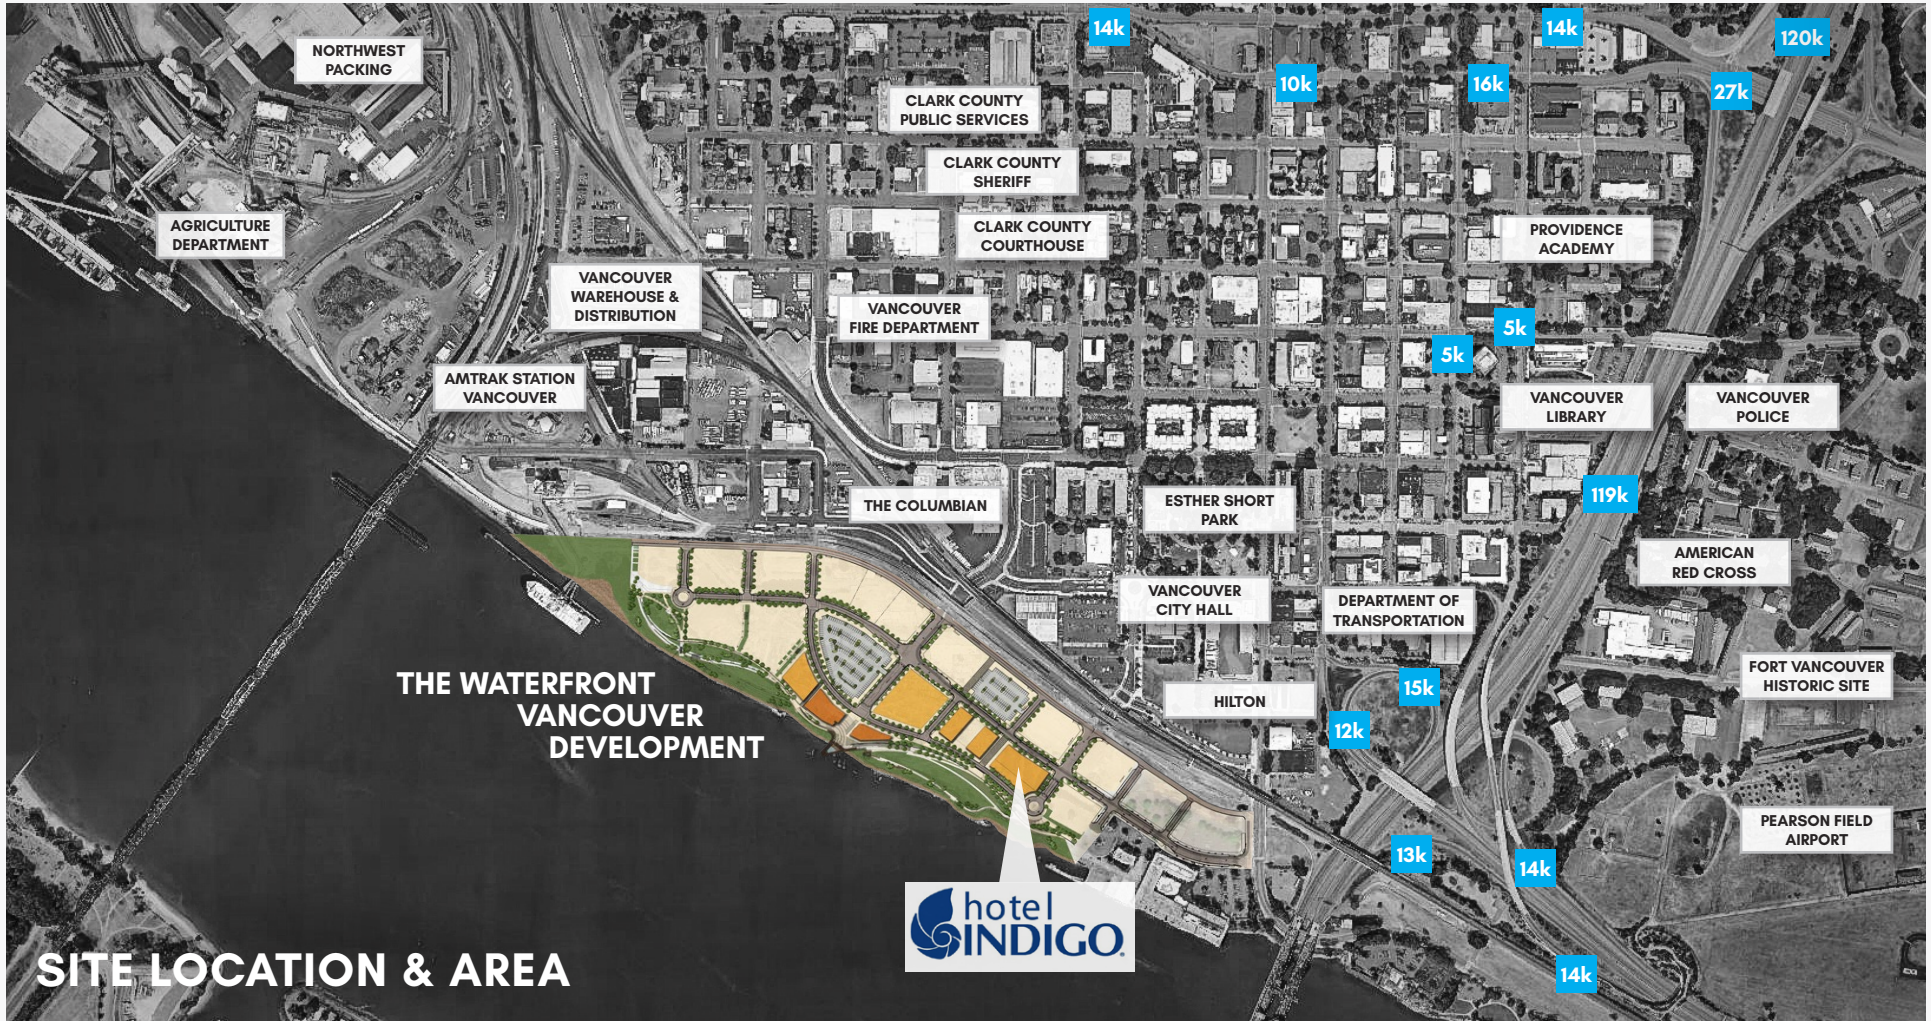 14k
14k
120k
NORTHWEST
PACKING
10k
16k
27k
CLARK COUNTY
PUBLIC SERVICES
CLARK COUNTY
SHERIFF
AGRICULTURE
DEPARTMENT
CLARK COUNTY
COURTHOUSE
PROVIDENCE
ACADEMY
VANCOUVER
WAREHOUSE &
DISTRIBUTION
VANCOUVER
FIRE DEPARTMENT
5k
5k
AMTRAK STATION
VANCOUVER
VANCOUVER
LIBRARY
VANCOUVER
POLICE
THE COLUMBIAN
ESTHER SHORT
PARK
119k
AMERICAN
RED CROSS
VANCOUVER
CITY HALL
DEPARTMENT OF
TRANSPORTATION
FORT VANCOUVER
HISTORIC SITE
THE WATERFRONT
VANCOUVER
DEVELOPMENT
HILTON
15k
12k
PEARSON FIELD
AIRPORT
13k
14k
hotel
INDIGO.
SITE LOCATION & AREA
14k